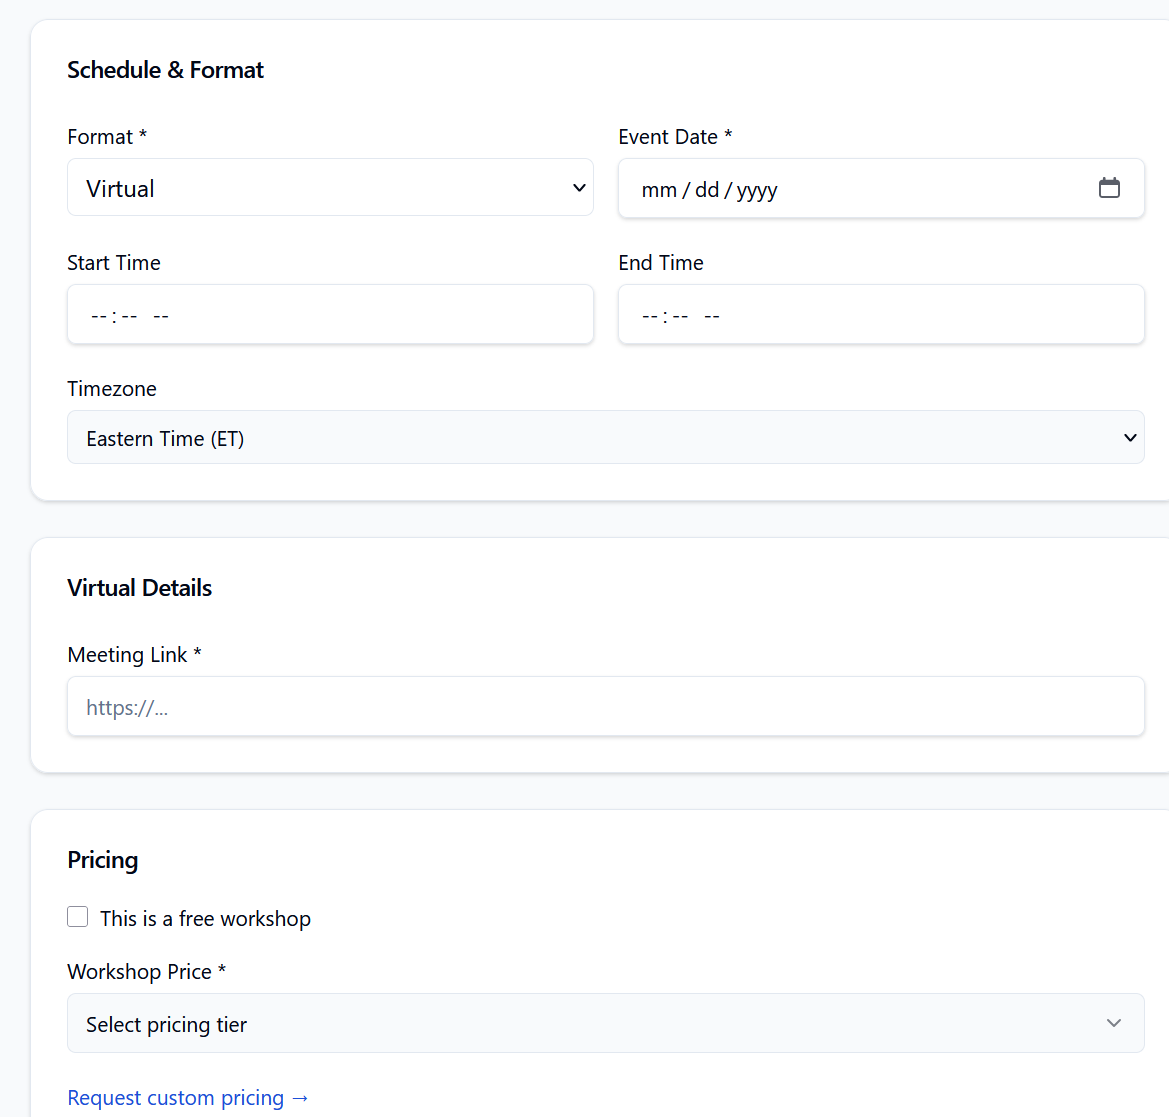 Schedule & Format
Format * Event Date *
Virtual mm / dd / yyyy
Start Time End Time
-- : -- -- -- : -- --
Timezone
Eastern Time (ET)
Virtual Details
Meeting Link *
https://...
Pricing
This is a free workshop
Workshop Price *
Select pricing tier
Request custom pricing →